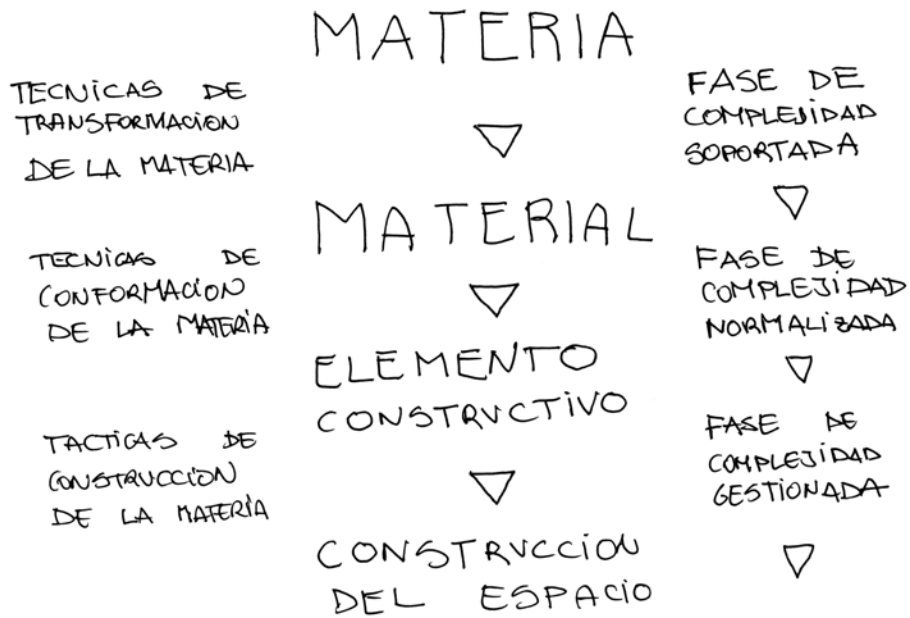 MATERIA
TECNICAS DE
TRANSFORMACION
DE LA MATERIA
FASE DE
COMPLEJIDAD
SOPORTADA
MATERIAL
TECNICAS DE
CONFORMACION
DE LA MATERIA
FASE DE
COMPLEJIDAD
NORMALIZADA
ELEMENTO
CONSTRUCTIVO
TACTICAS DE
CONSTRUCCION
DE LA MATERIA
FASE DE
COMPLEJIDAD
GESTIONADA
CONSTRUCCION
DEL ESPACIO